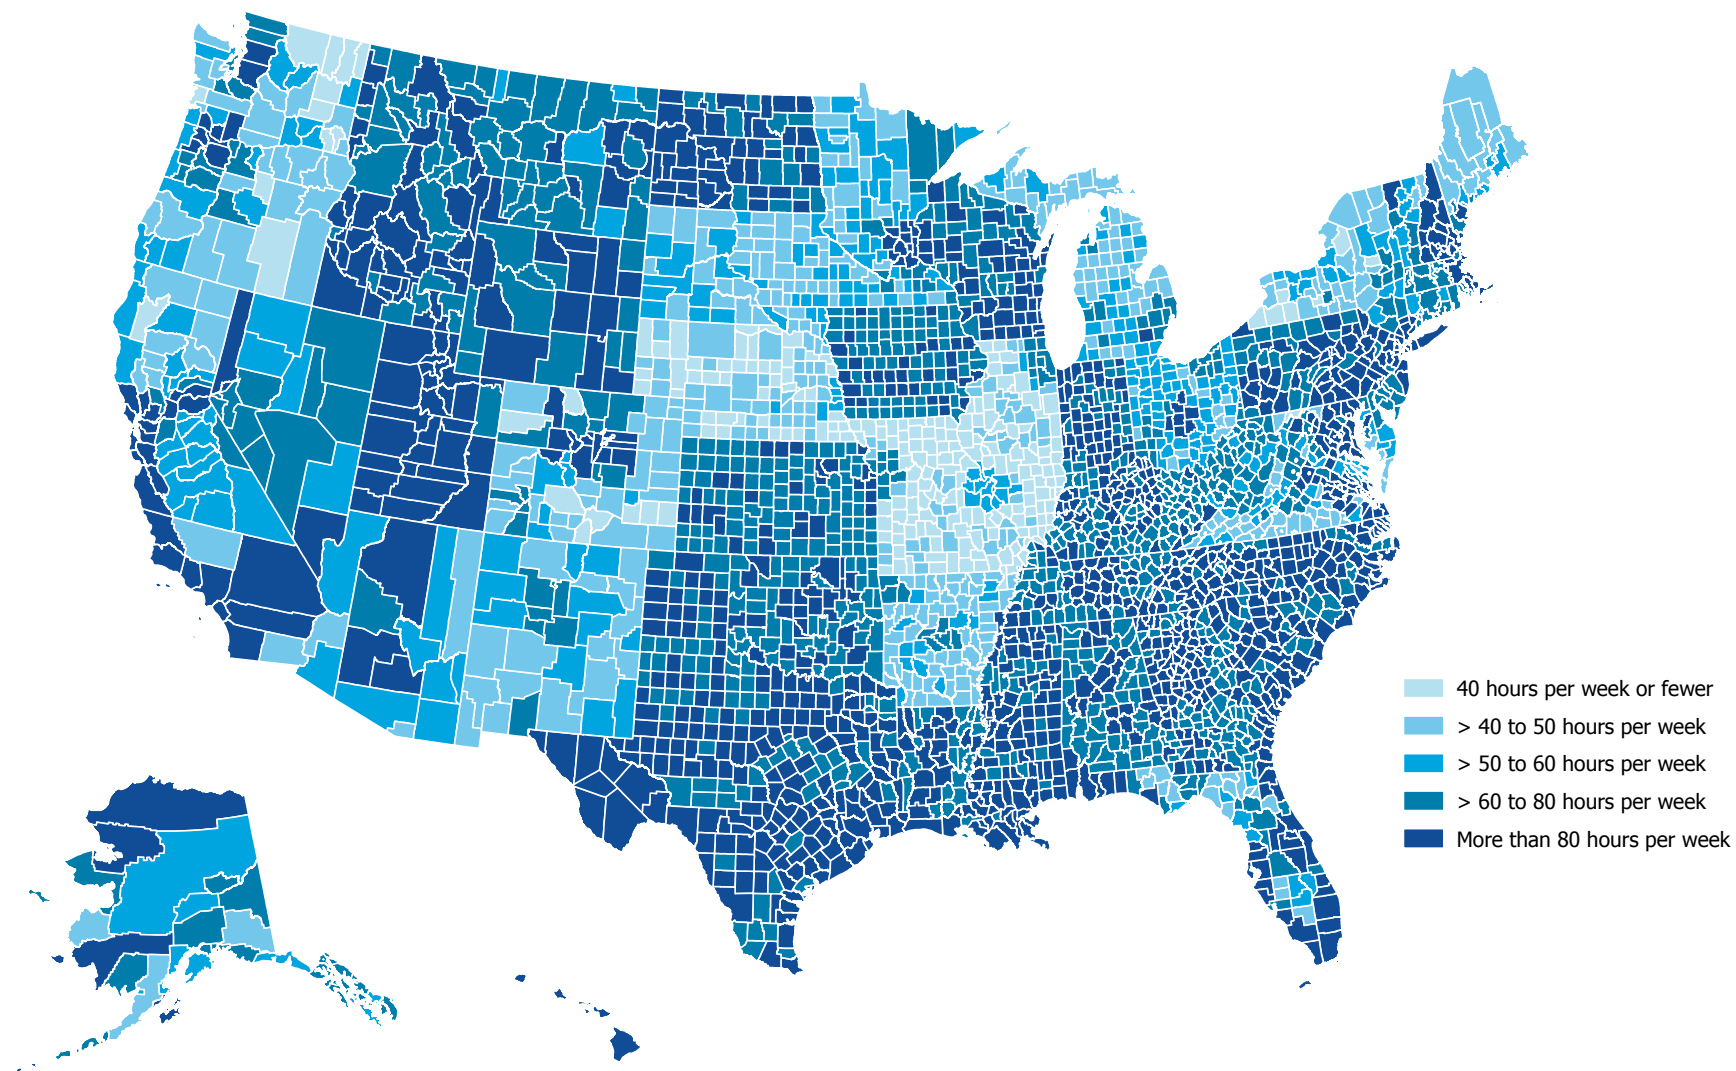 40 hours per week or fewer
> 40 to 50 hours per week
> 50 to 60 hours per week
> 60 to 80 hours per week
More than 80 hours per week